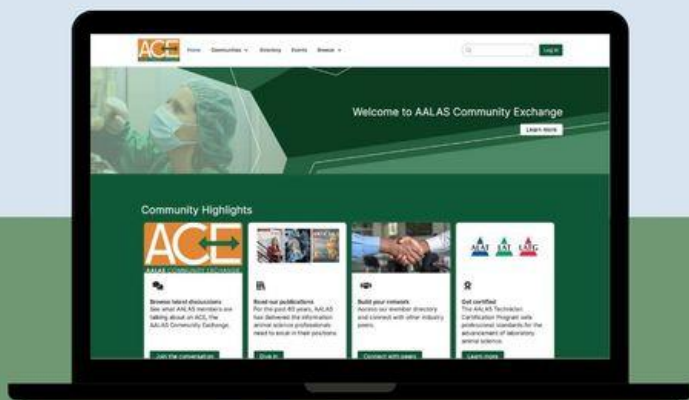 ACE
Home Communities Directory Events Browse
Log in
Welcome to AALAS Community Exchange
Learn more
Community Highlights
ACE
AALAS COMMUNITY EXCHANGE
Browse latest discussions
See what AALAS members are
talking about on ACE, the
AALAS Community Exchange.
Join the conversation
Read our publications
For the past 65 years, AALAS
has delivered the information
animal science professionals
need to excel in their positions
Dive in
Build your network
Access our member directory
and connect with other industry
peers.
Connect with peers
ALAT LAT LATG
Get certified
The AALAS Technician
Certification Program sets
professional standards for the
advancement of laboratory
animal science.
Learn more